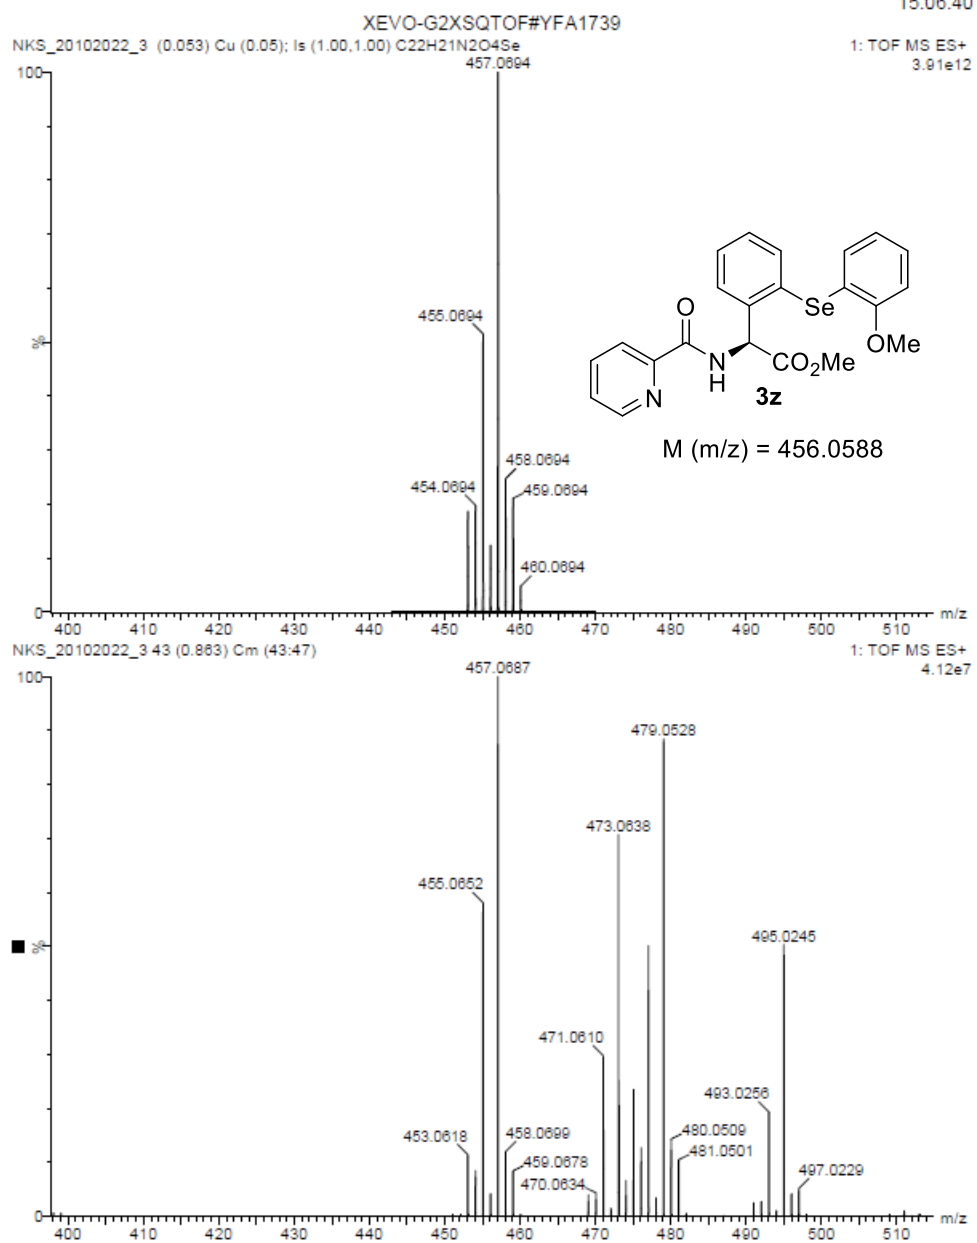 15.06.40
XEVO-G2XSQTOF#YFA1739
NKS_20102022_3 (0.053) Cu (0.05); Is (1.00,1.00) C22H21N2O4Se
1: TOF MS ES+
3.91e12
100
%
0
457.0694
455.0694
454.0694
458.0694
459.0694
460.0694
O
N
H
N
Se
OMe
CO2Me
3z
M (m/z) = 456.0588
400 410 420 430 440 450 460 470 480 490 500 510 m/z
NKS_20102022_3 43 (0.863) Cm (43:47)
1: TOF MS ES+
4.12e7
100
%
0
457.0687
479.0528
473.0638
455.0652
495.0245
471.0610
493.0256
453.0618
458.0699
459.0678
470.0634
480.0509
481.0501
497.0229
400 410 420 430 440 450 460 470 480 490 500 510 m/z